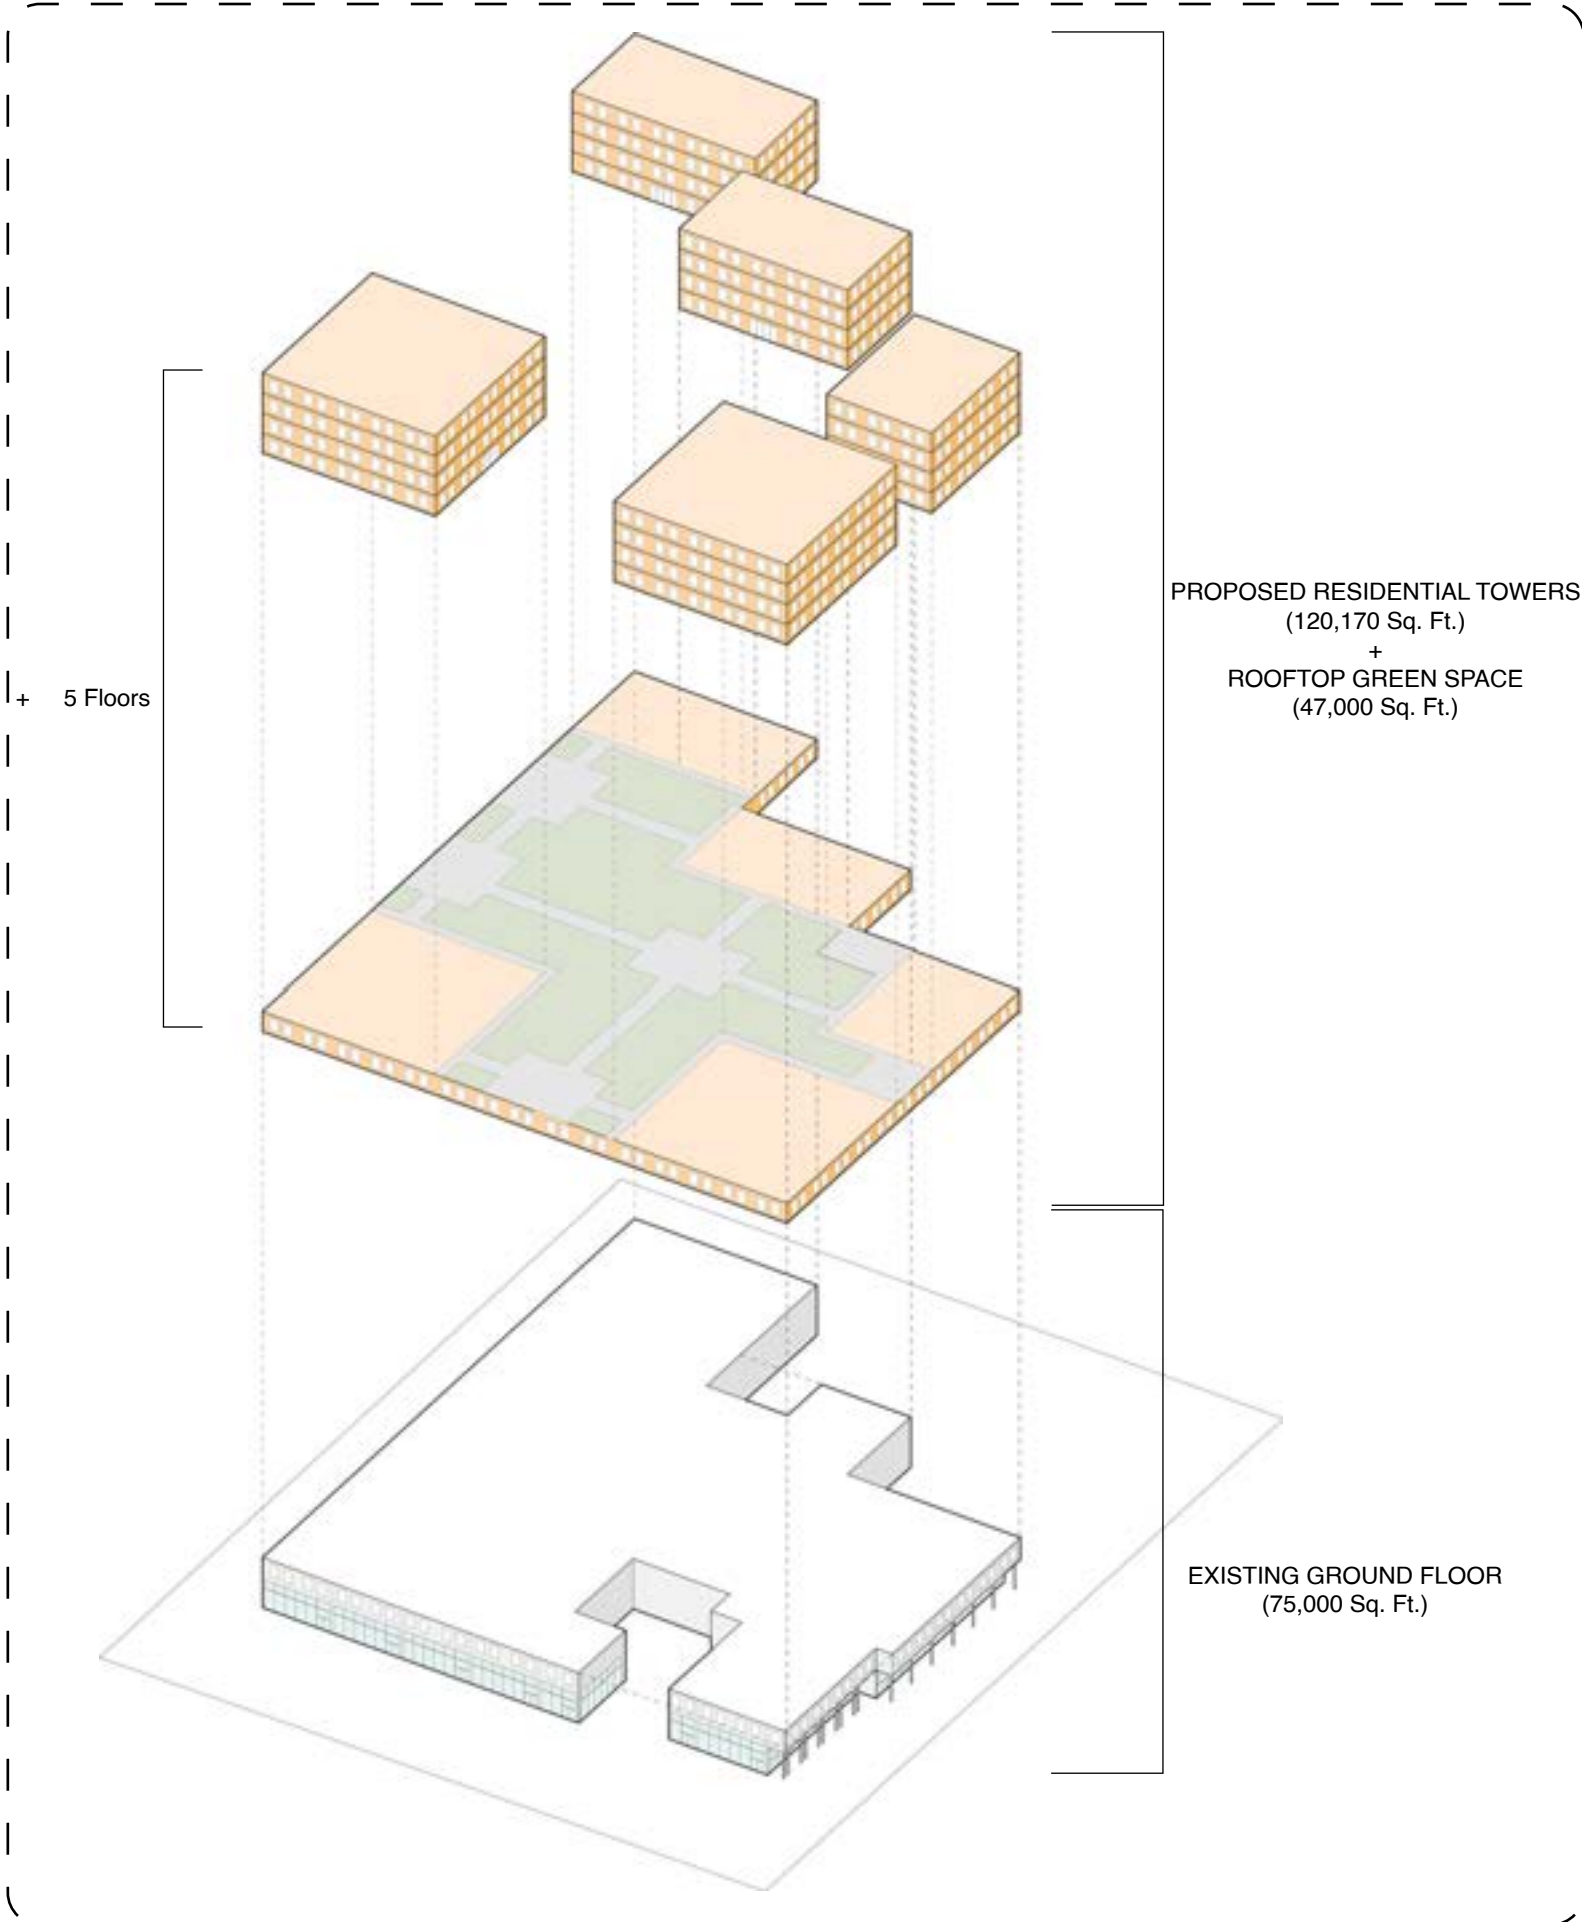 PROPOSED RESIDENTIAL TOWERS
(120,170 Sq. Ft.)
+
ROOFTOP GREEN SPACE
(47,000 Sq. Ft.)
+ 5 Floors
EXISTING GROUND FLOOR
(75,000 Sq. Ft.)